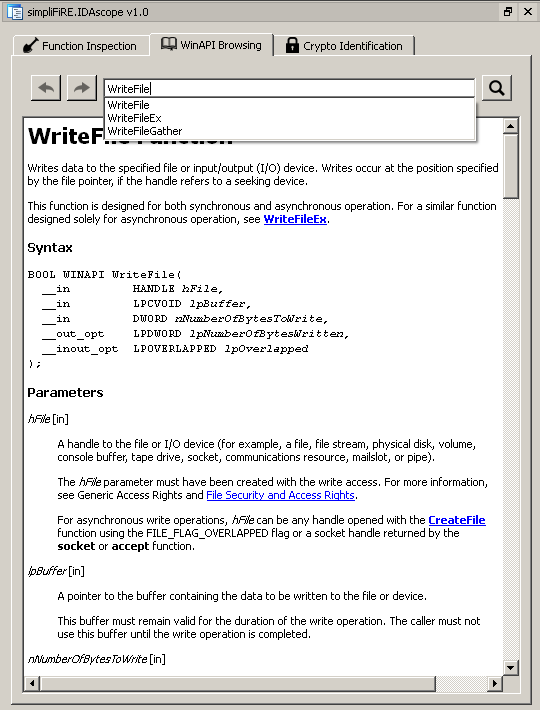 simpliFiRE.IDAscope v1.0
Function Inspection
WinAPI Browsing
Crypto Identification
WriteFile
WriteFile
WriteFileEx
WriteFileGather
WriteFile Function
Writes data to the specified file or input/output (I/O) device. Writes occur at the position specified
by the file pointer, if the handle refers to a seeking device.
This function is designed for both synchronous and asynchronous operation. For a similar function
designed solely for asynchronous operation, see WriteFileEx.
Syntax
BOOL WINAPI WriteFile(
__in HANDLE hFile,
__in LPCVOID lpBuffer,
__in DWORD nNumberOfBytesToWrite,
__out_opt LPDWORD lpNumberOfBytesWritten,
__inout_opt LPOVERLAPPED lpOverlapped
);
Parameters
hFile [in]
A handle to the file or I/O device (for example, a file, file stream, physical disk, volume,
console buffer, tape drive, socket, communications resource, mailslot, or pipe).
The hFile parameter must have been created with the write access. For more information,
see Generic Access Rights and File Security and Access Rights.
For asynchronous write operations, hFile can be any handle opened with the CreateFile
function using the FILE_FLAG_OVERLAPPED flag or a socket handle returned by the
socket or accept function.
lpBuffer [in]
A pointer to the buffer containing the data to be written to the file or device.
This buffer must remain valid for the duration of the write operation. The caller must not
use this buffer until the write operation is completed.
nNumberOfBytesToWrite [in]